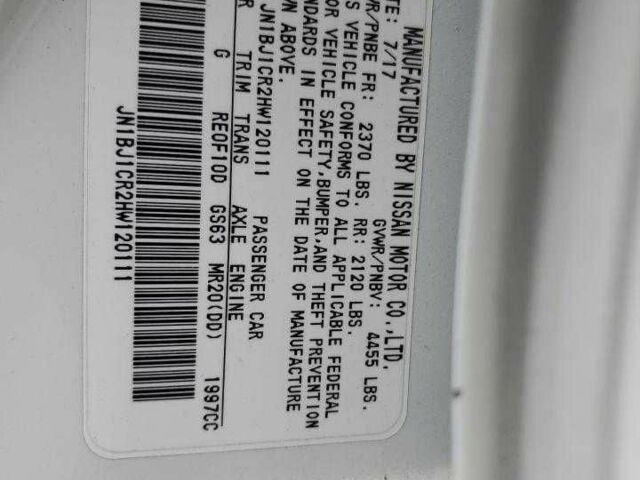 MANUFACTURED BY NISSAN MOTOR CO.,LTD.
TE: 7/17 GVWR/PNBV: 4455 LBS.
WR/PNBE FR: 2370 LBS. RR: 2120 LBS.
S VEHICLE CONFORMS TO ALL APPLICABLE FEDERAL
OR VEHICLE SAFETY,BUMPER,AND THEFT PREVENTION
NDARDS IN EFFECT ON THE DATE OF MANUFACTURE
WN ABOVE.
JN1BJ1CR2HW120111 PASSENGER CAR
R TRIM TRANS AXLE ENGINE
G RE0F10D GS63 MR20(DD) 1997CC
JN1BJ1CR2HW120111